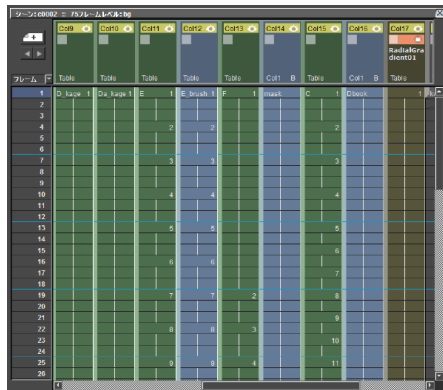 シーン:c0002 :: 75フレームレベル:bg
Col9 Col10 Col11 Col12 Col13 Col14 Col15 Col16 Col17
RadialGradient01
フレーム Table Table Table Table Table Col1 B Table Col1 B Table
1 D_kage 1 Da_kage 1 E 1 E_brush 1 F 1 mask C 1 Dbook 1
2
3
4 2 2 2
5
6
7 3 3 3
8
9
10 4 4 4
11
12
13 5 5 5
14
15 6
16 6 6
17 7
18
19 7 7 2 8
20
21 9
22 8 8 3
23 10
24
25 9 9 4 11
26